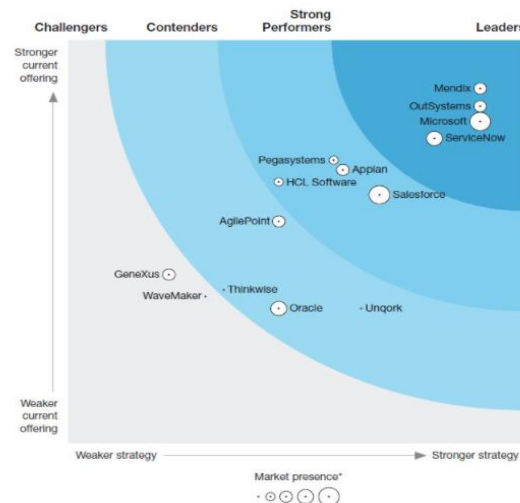 Challengers
Contenders
Strong
Performers
Leaders
Stronger
current
offering
Mendix
OutSystems
Microsoft
ServiceNow
Pegasystems
Appian
HCL Software
Salesforce
AgilePoint
GeneXus
Thinkwise
WaveMaker
Oracle
Unqork
Weaker
current
offering
Weaker strategy
Stronger strategy
Market presence*